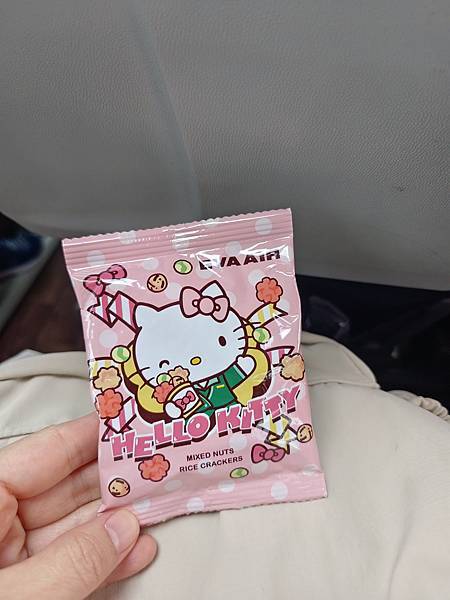 EVA AIR
HELLO KITTY
MIXED NUTS
RICE CRACKERS